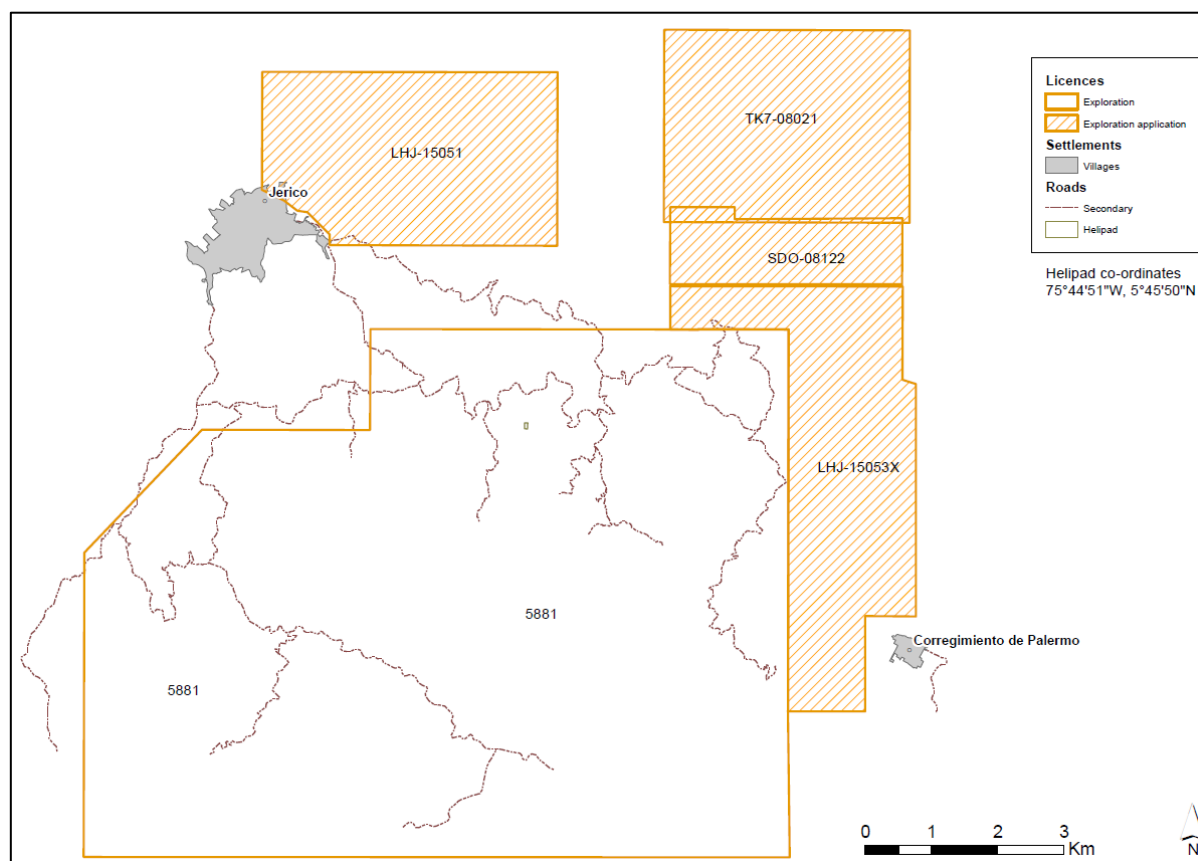 TK7-08021
LHJ-15051
Jerico
SDO-08122
LHJ-15053X
5881
5881
Corregimiento de Palermo
Licences
Exploration
Exploration application
Settlements
Villages
Roads
Secondary
Helipad
Helipad co-ordinates
75°44'51"W, 5°45'50"N
0 1 2 3
Km
N